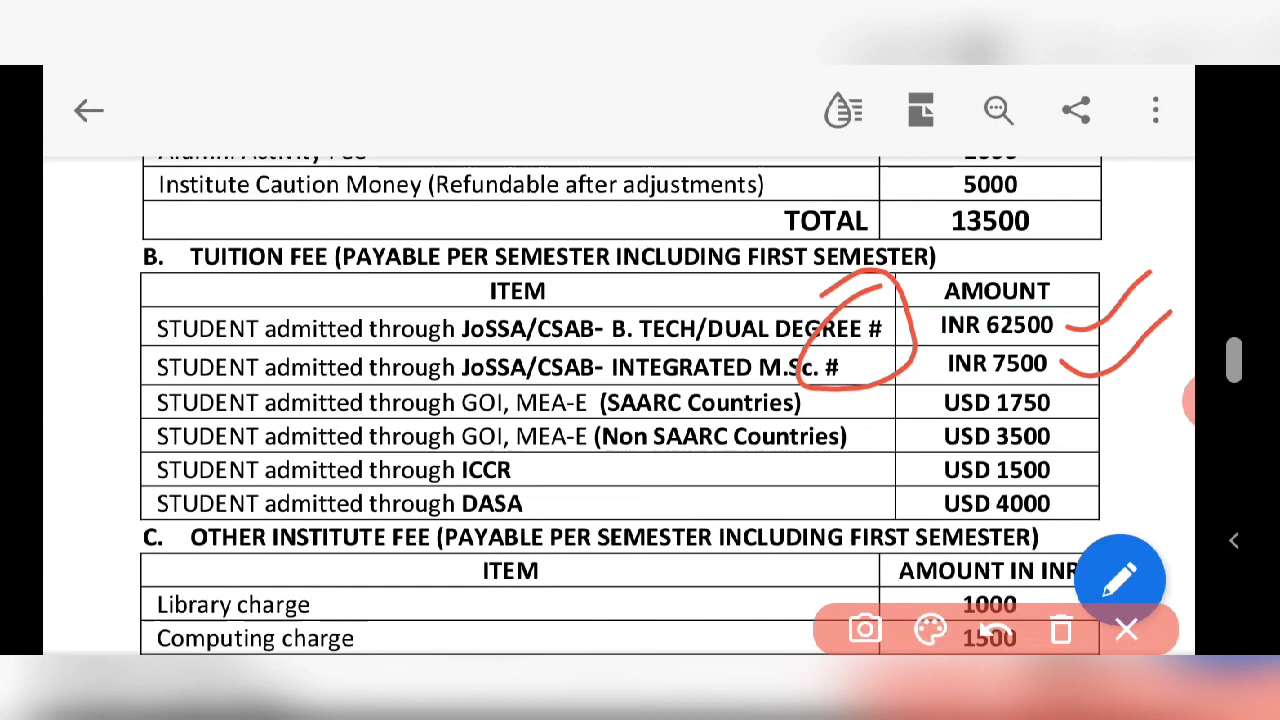 Institute Caution Money (Refundable after adjustments) 5000
TOTAL 13500
B. TUITION FEE (PAYABLE PER SEMESTER INCLUDING FIRST SEMESTER)
ITEM AMOUNT
STUDENT admitted through JoSSA/CSAB- B. TECH/DUAL DEGREE # INR 62500
STUDENT admitted through JoSSA/CSAB- INTEGRATED M.Sc. # INR 7500
STUDENT admitted through GOI, MEA-E (SAARC Countries) USD 1750
STUDENT admitted through GOI, MEA-E (Non SAARC Countries) USD 3500
STUDENT admitted through ICCR USD 1500
STUDENT admitted through DASA USD 4000
C. OTHER INSTITUTE FEE (PAYABLE PER SEMESTER INCLUDING FIRST SEMESTER)
ITEM AMOUNT IN INR
Library charge 1000
Computing charge 1500